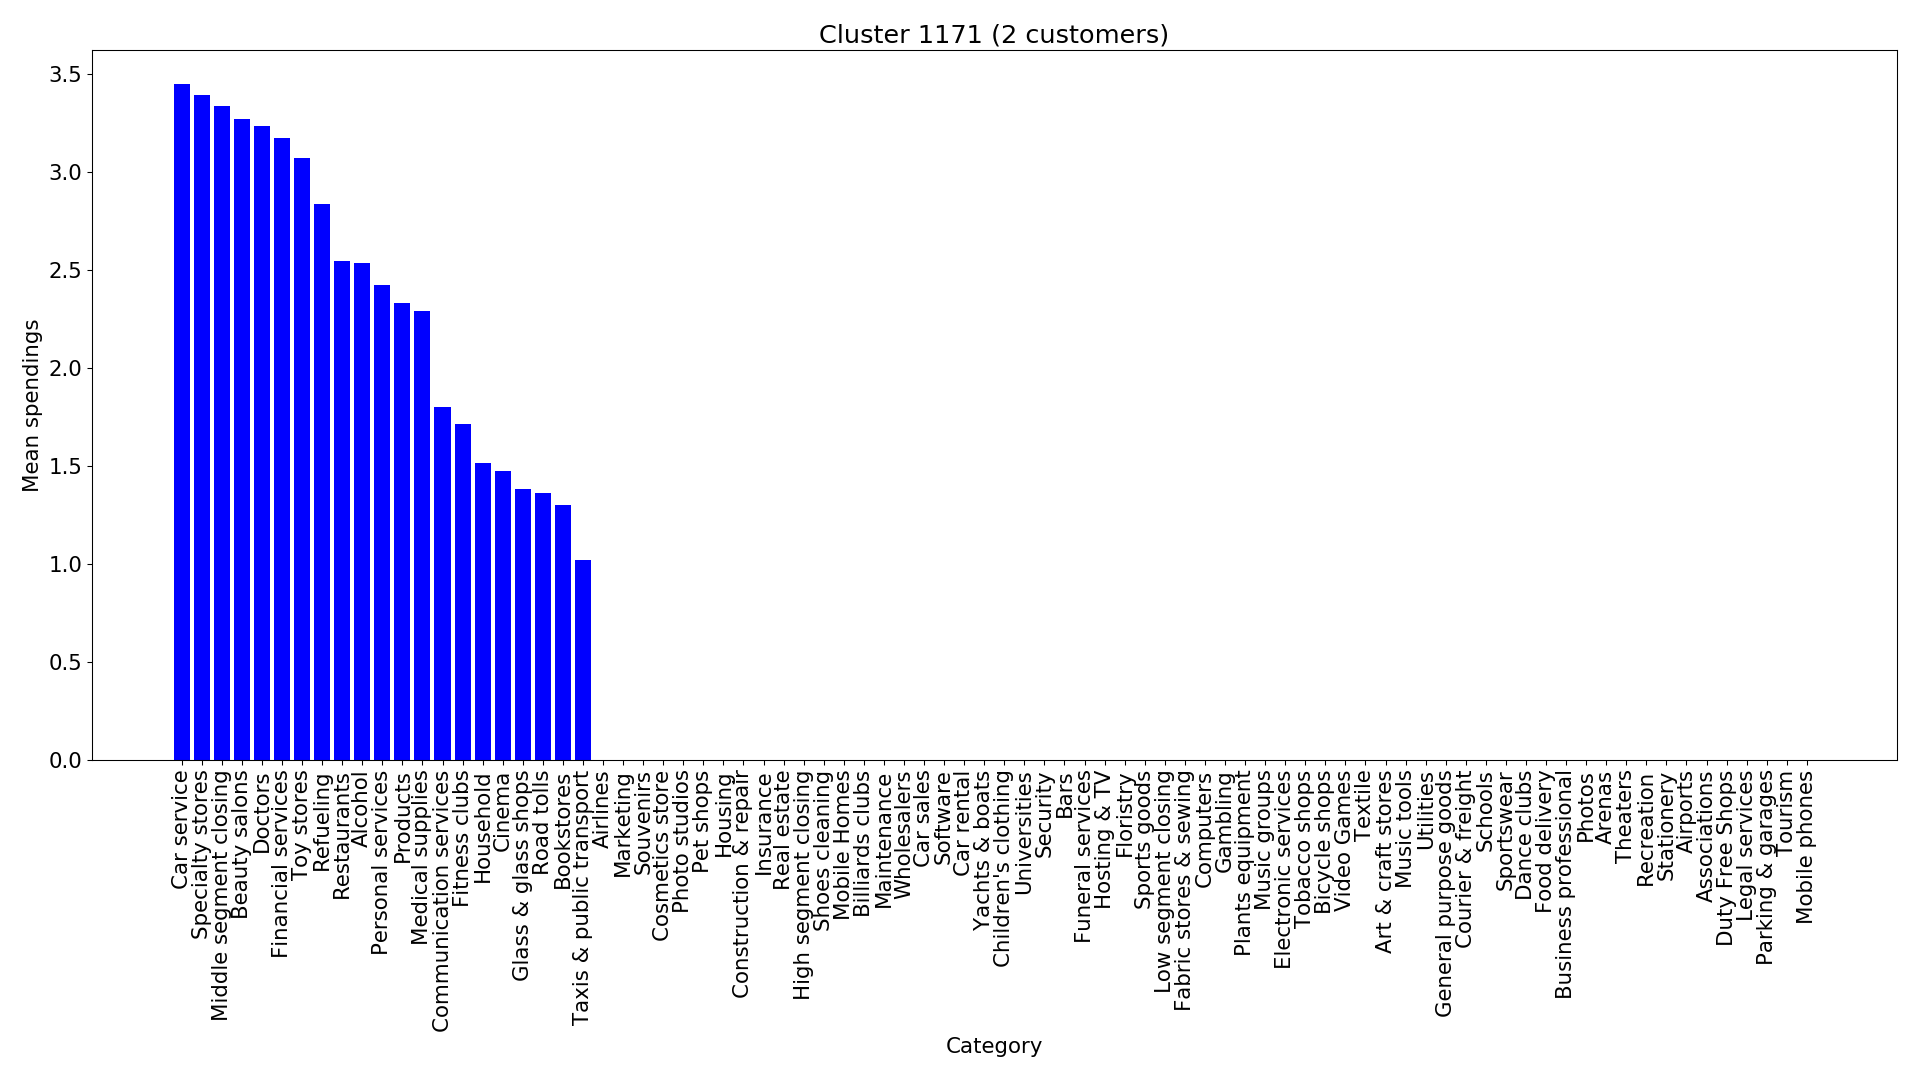 Cluster 1171 (2 customers)
3.5
3.0
2.5
2.0
1.5
1.0
0.5
0.0
Mean spendings
Car service
Specialty stores
Middle segment closing
Beauty salons
Doctors
Financial services
Toy stores
Refueling
Restaurants
Alcohol
Personal services
Products
Medical supplies
Communication services
Fitness clubs
Household
Cinema
Glass & glass shops
Road tolls
Bookstores
Taxis & public transport
Airlines
Marketing
Souvenirs
Cosmetics store
Photo studios
Pet shops
Housing
Construction & repair
Insurance
Real estate
High segment closing
Shoes cleaning
Mobile Homes
Billiards clubs
Maintenance
Wholesalers
Car sales
Software
Car rental
Yachts & boats
Children's clothing
Universities
Security
Bars
Funeral services
Hosting & TV
Floristry
Sports goods
Low segment closing
Fabric stores & sewing
Computers
Gambling
Plants equipment
Music groups
Electronic services
Tobacco shops
Bicycle shops
Video Games
Textile
Art & craft stores
Music tools
Utilities
General purpose goods
Courier & freight
Schools
Sportswear
Dance clubs
Food delivery
Business professional
Photos
Arenas
Theaters
Recreation
Stationery
Airports
Associations
Duty Free Shops
Legal services
Parking & garages
Tourism
Mobile phones
Category